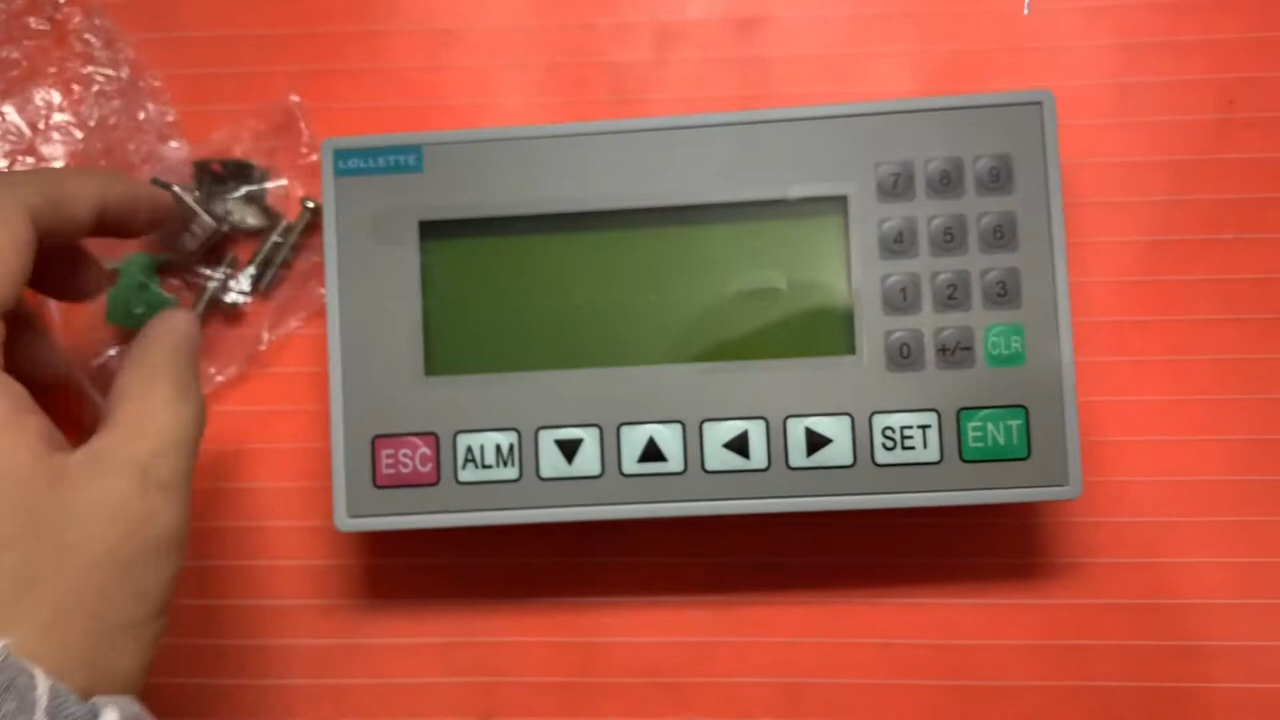 LOLLETTE
7 8 9
4 5 6
1 2 3
0 +/- CLR
ESC ALM ▼ ▲ ◀ ▶ SET ENT